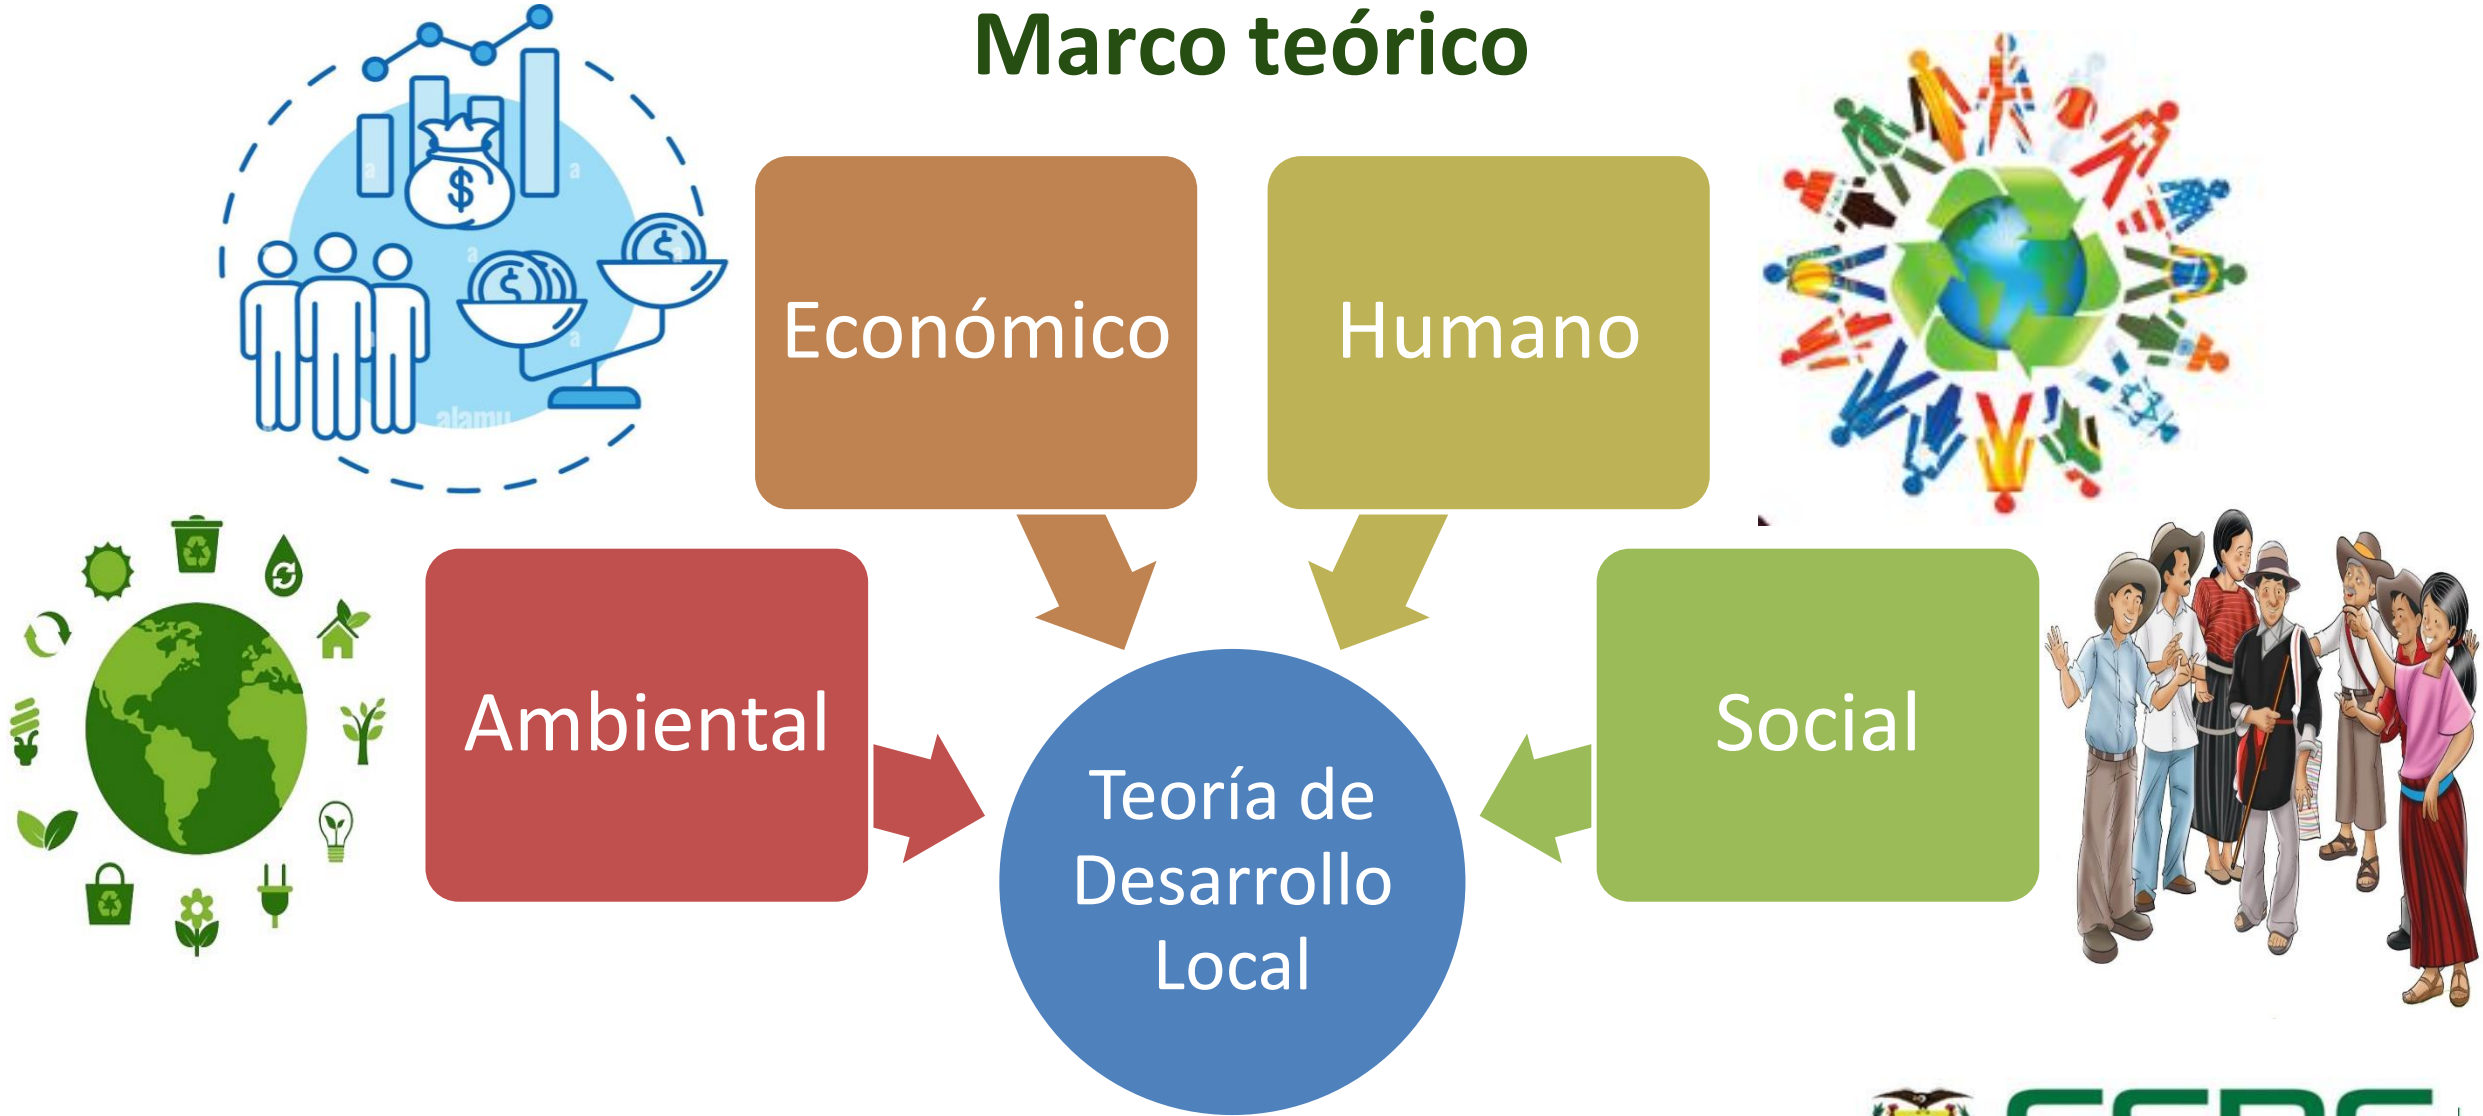 Marco teórico
Económico
Humano
Ambiental
Social
Teoría de
Desarrollo
Local